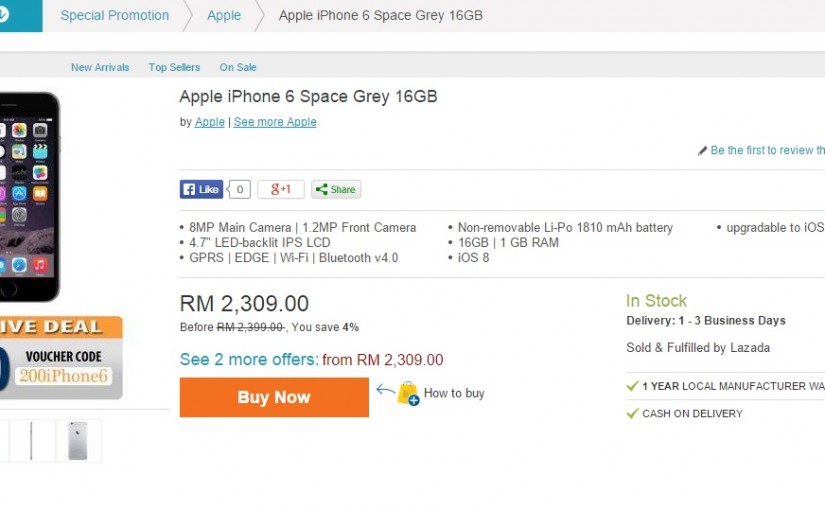 Special Promotion Apple Apple iPhone 6 Space Grey 16GB
New Arrivals Top Sellers On Sale
Apple iPhone 6 Space Grey 16GB
by Apple | See more Apple
Be the first to review th
Like 0 g+1 Share
• 8MP Main Camera | 1.2MP Front Camera
• 4.7" LED-backlit IPS LCD
• GPRS | EDGE | Wi-Fi | Bluetooth v4.0
• Non-removable Li-Po 1810 mAh battery
• 16GB | 1 GB RAM
• iOS 8
• upgradable to iOS
RM 2,309.00
Before RM 2,399.00 , You save 4%
See 2 more offers: from RM 2,309.00
Buy Now
How to buy
In Stock
Delivery: 1 - 3 Business Days
Sold & Fulfilled by Lazada
1 YEAR LOCAL MANUFACTURER WA
CASH ON DELIVERY
IVE DEAL
VOUCHER CODE
200iPhone6